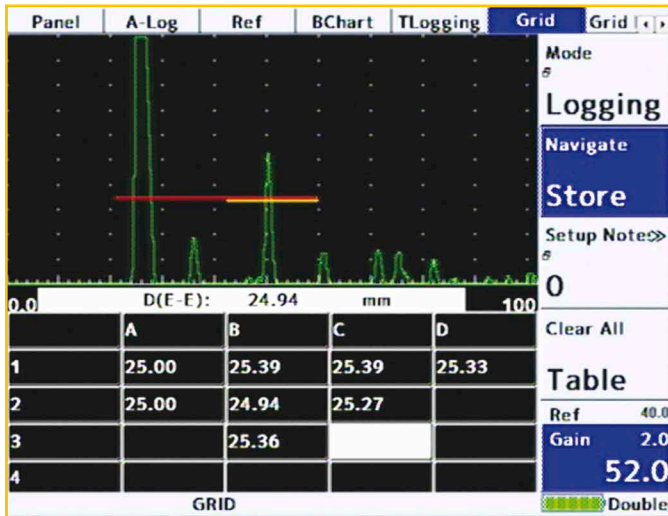 Panel A-Log Ref BChart TLogging Grid Grid
Mode
Logging
Navigate
Store
Setup Notes>>
0
0.0 D(E-E): 24.94 mm 100
A B C D
1 25.00 25.39 25.39 25.33
2 25.00 24.94 25.27
3 25.36
4
GRID
Clear All
Table
Ref 40.0
Gain 2.0
52.0
Double